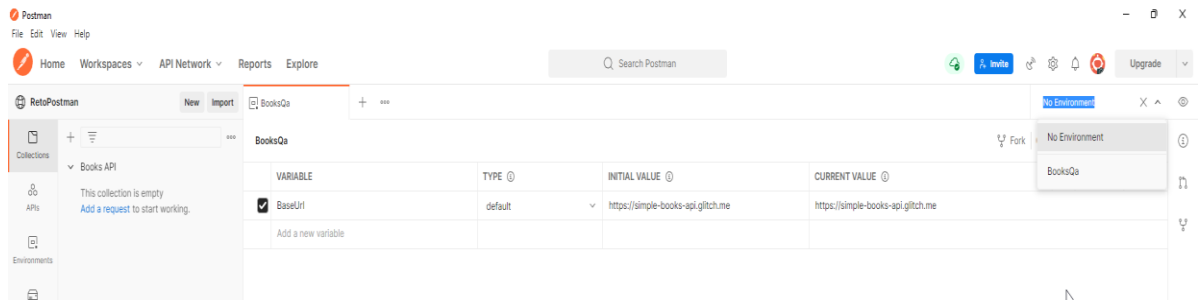 Postman
File Edit View Help
Home Workspaces API Network Reports Explore Search Postman Invite Upgrade
RetoPostman New Import BooksQa No Environment
Collections
BooksQa Fork No Environment
Books API
VARIABLE TYPE INITIAL VALUE CURRENT VALUE BooksQa
This collection is empty
Add a request to start working.
APIs
BaseUrl default https://simple-books-api.glitch.me https://simple-books-api.glitch.me
Add a new variable
Environments